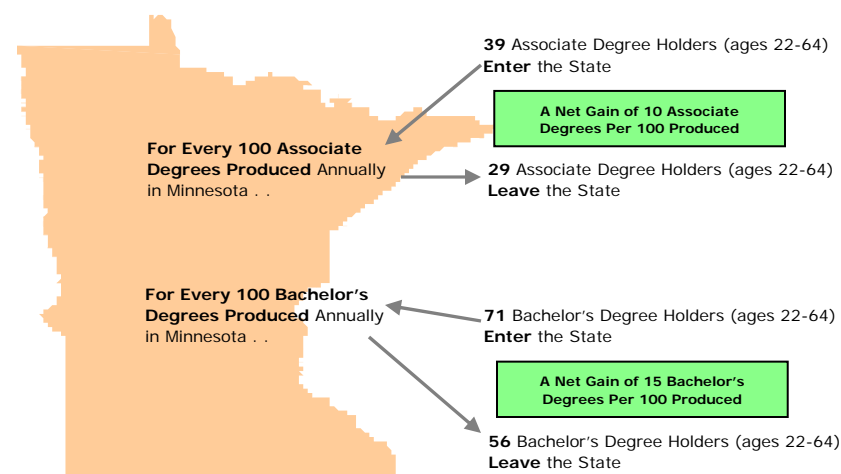 39 Associate Degree Holders (ages 22-64)
Enter the State
A Net Gain of 10 Associate
Degrees Per 100 Produced
For Every 100 Associate
Degrees Produced Annually
in Minnesota . .
29 Associate Degree Holders (ages 22-64)
Leave the State
For Every 100 Bachelor's
Degrees Produced Annually
in Minnesota . .
71 Bachelor's Degree Holders (ages 22-64)
Enter the State
A Net Gain of 15 Bachelor's
Degrees Per 100 Produced
56 Bachelor's Degree Holders (ages 22-64)
Leave the State